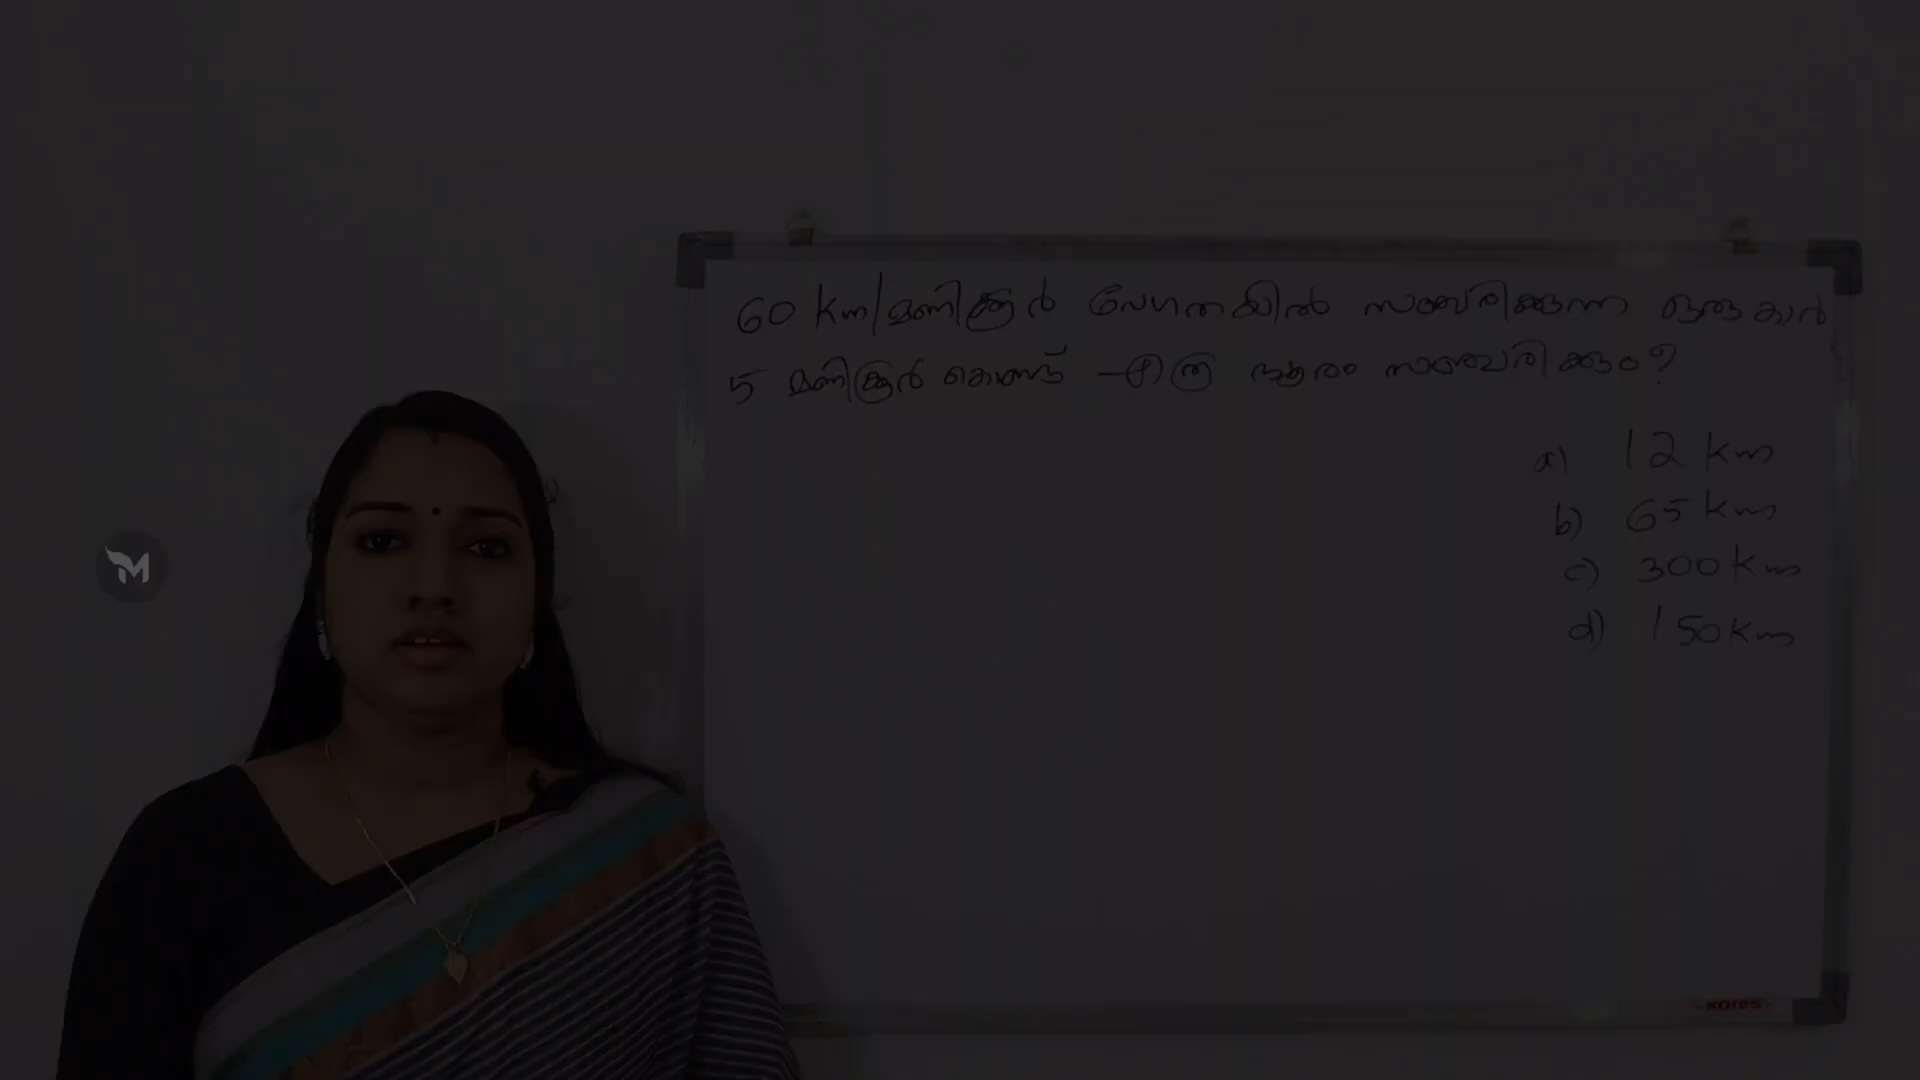 60 km/മണിക്കൂർ വേഗതയിൽ സഞ്ചരിക്കുന്ന ഒരു കാർ
5 മണിക്കൂർ കൊണ്ട് എത്ര ദൂരം സഞ്ചരിക്കും?
a) 12 km
b) 65 km
c) 300 km
d) 150 km
KORES